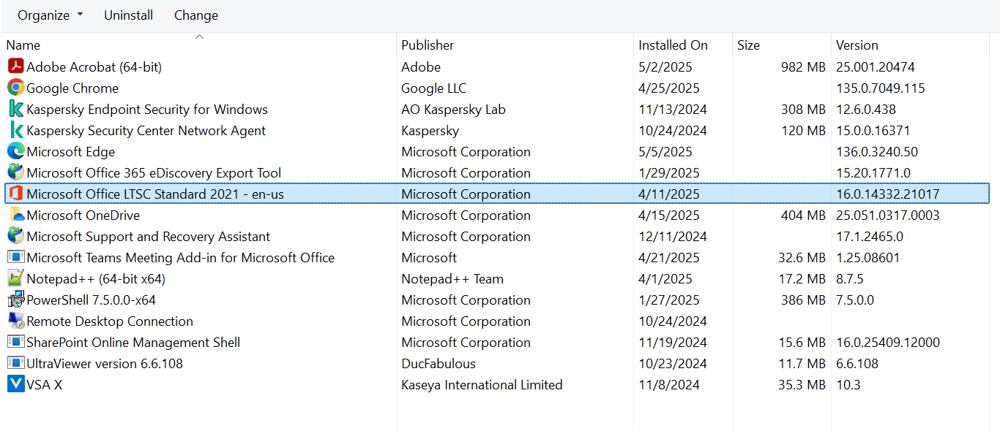 Organize Uninstall Change
Name Publisher Installed On Size Version
Adobe Acrobat (64-bit) Adobe 5/2/2025 982 MB 25.001.20474
Google Chrome Google LLC 4/25/2025 135.0.7049.115
Kaspersky Endpoint Security for Windows AO Kaspersky Lab 11/13/2024 308 MB 12.6.0.438
Kaspersky Security Center Network Agent Kaspersky 10/24/2024 120 MB 15.0.0.16371
Microsoft Edge Microsoft Corporation 5/5/2025 136.0.3240.50
Microsoft Office 365 eDiscovery Export Tool Microsoft Corporation 1/29/2025 15.20.1771.0
Microsoft Office LTSC Standard 2021 - en-us Microsoft Corporation 4/11/2025 16.0.14332.21017
Microsoft OneDrive Microsoft Corporation 4/15/2025 404 MB 25.051.0317.0003
Microsoft Support and Recovery Assistant Microsoft Corporation 12/11/2024 17.1.2465.0
Microsoft Teams Meeting Add-in for Microsoft Office Microsoft 4/21/2025 32.6 MB 1.25.08601
Notepad++ (64-bit x64) Notepad++ Team 4/1/2025 17.2 MB 8.7.5
PowerShell 7.5.0.0-x64 Microsoft Corporation 1/27/2025 386 MB 7.5.0.0
Remote Desktop Connection Microsoft Corporation 10/24/2024
SharePoint Online Management Shell Microsoft Corporation 11/19/2024 15.6 MB 16.0.25409.12000
UltraViewer version 6.6.108 DucFabulous 10/23/2024 11.7 MB 6.6.108
VSA X Kaseya International Limited 11/8/2024 35.3 MB 10.3